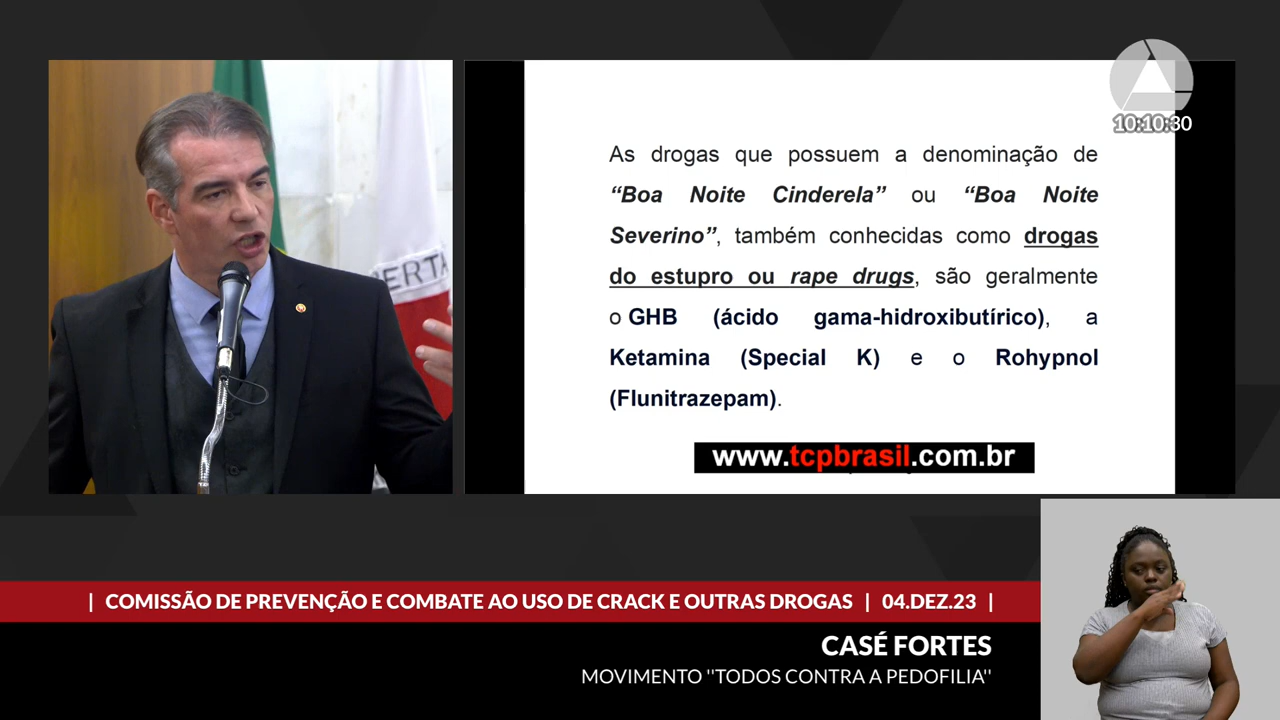 10:10:30
As drogas que possuem a denominação de
“Boa Noite Cinderela” ou “Boa Noite
Severino”, também conhecidas como drogas
do estupro ou rape drugs, são geralmente
o GHB (ácido gama-hidroxibutírico), a
Ketamina (Special K) e o Rohypnol
(Flunitrazepam).
www.tcpbrasil.com.br
ERTA
| COMISSÃO DE PREVENÇÃO E COMBATE AO USO DE CRACK E OUTRAS DROGAS | 04.DEZ.23 |
CASÉ FORTES
MOVIMENTO "TODOS CONTRA A PEDOFILIA"